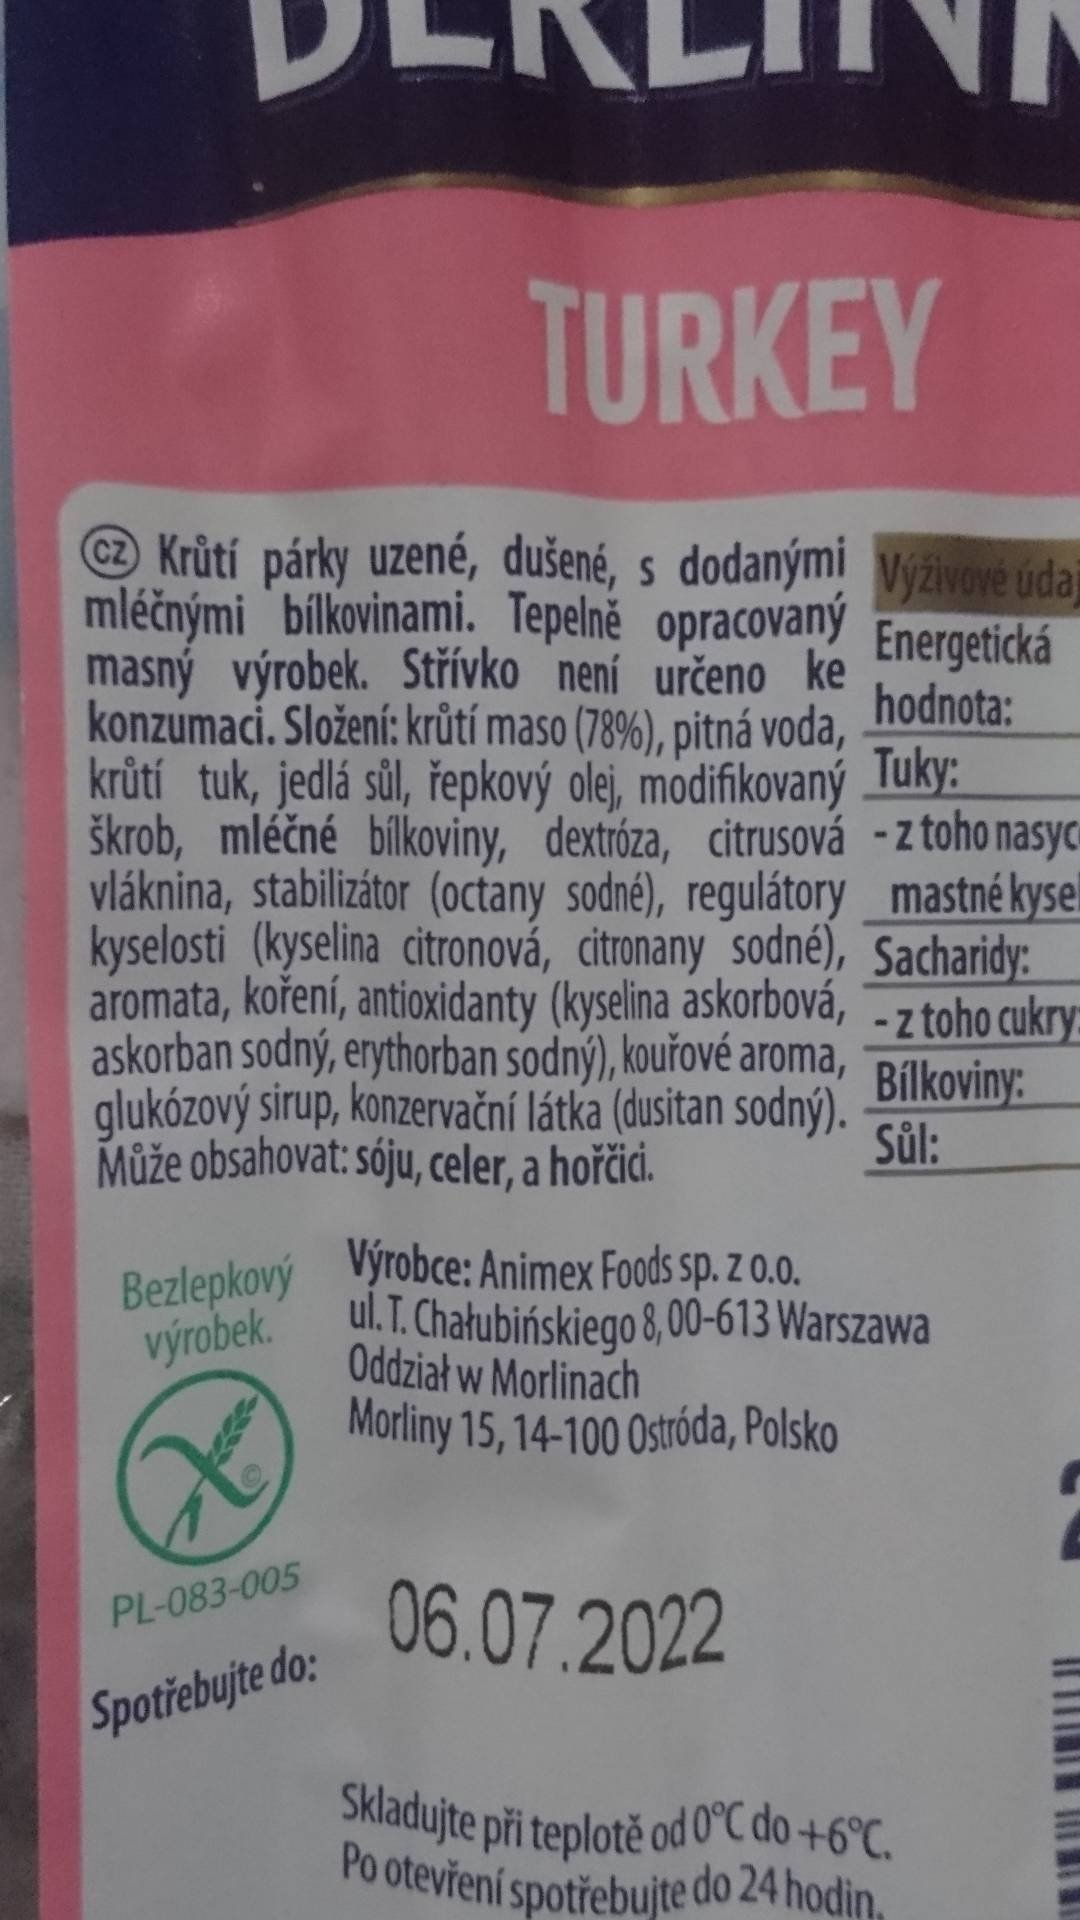 TURKEY
CZ Krůtí párky uzené, dušené, s dodanými
mléčnými bílkovinami. Tepelně opracovaný
masný výrobek. Střívko není určeno ke
konzumaci. Složení: krůtí maso (78%), pitná voda,
krůtí tuk, jedlá sůl, řepkový olej, modifikovaný
škrob, mléčné bílkoviny, dextróza, citrusová
vláknina, stabilizátor (octany sodné), regulátory
kyselosti (kyselina citronová, citronany sodné),
aromata, koření, antioxidanty (kyselina askorbová,
askorban sodný, erythorban sodný), kouřové aroma,
glukózový sirup, konzervační látka (dusitan sodný).
Může obsahovat: sóju, celer, a hořčici.
Výživové údaj
Energetická
hodnota:
Tuky:
- z toho nasyc
mastné kysel
Sacharidy:
- z toho cukry:
Bílkoviny:
Sůl:
Bezlepkový
výrobek.
©
PL-083-005
Výrobce: Animex Foods sp. z o.o.
ul. T. Chałubińskiego 8, 00-613 Warszawa
Oddział w Morlinach
Morliny 15, 14-100 Ostróda, Polsko
Spotřebujte do:
06.07.2022
Skladujte při teplotě od 0°C do +6°C.
Po otevření spotřebujte do 24 hodin.